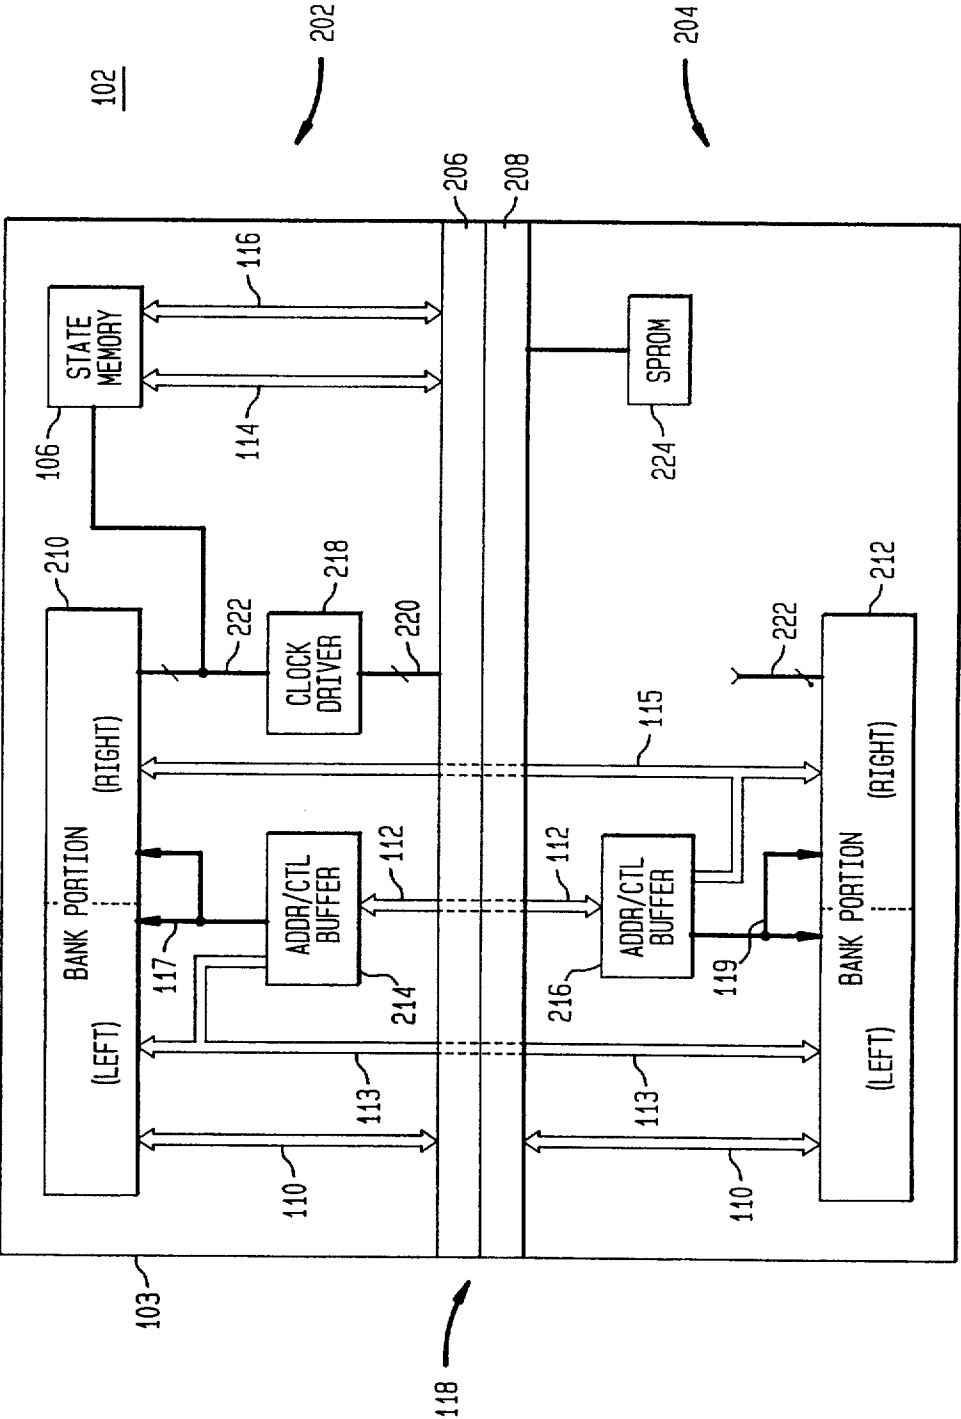 102
202
204
206
208
116
STATE
MEMORY
114
106
SPROM
224
210
222
CLOCK
DRIVER
218
220
222
212
115
BANK PORTION
(RIGHT)
(LEFT)
117
ADDR/CTL
BUFFER
214
112
112
ADDR/CTL
BUFFER
216
119
BANK PORTION
(RIGHT)
(LEFT)
113
113
110
110
103
118